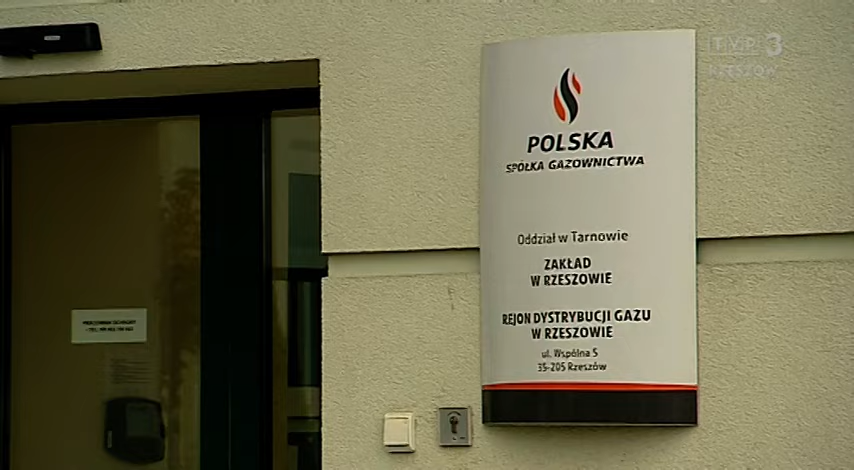 TVP 3
RZESZÓW
POLSKA
SPÓŁKA GAZOWNICTWA
Oddział w Tarnowie
ZAKŁAD
W RZESZOWIE
REJON DYSTRYBUCJI GAZU
W RZESZOWIE
ul. Wspólna 5
35-205 Rzeszów